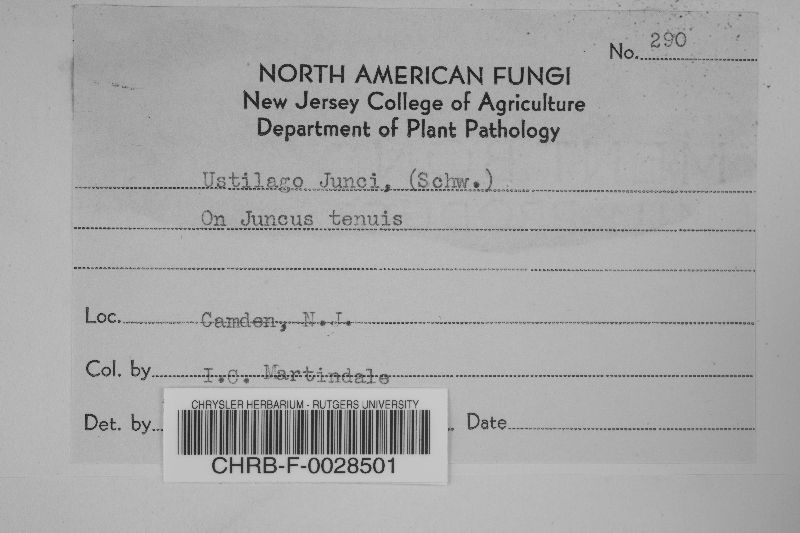 No. 290
NORTH AMERICAN FUNGI
New Jersey College of Agriculture
Department of Plant Pathology
Ustilago Junci, (Schw.)
On Juncus tenuis
Loc. Camden, N.J.
Col. by I.C. Martindale
Det. by Date
CHRYSLER HERBARIUM - RUTGERS UNIVERSITY
CHRB-F-0028501